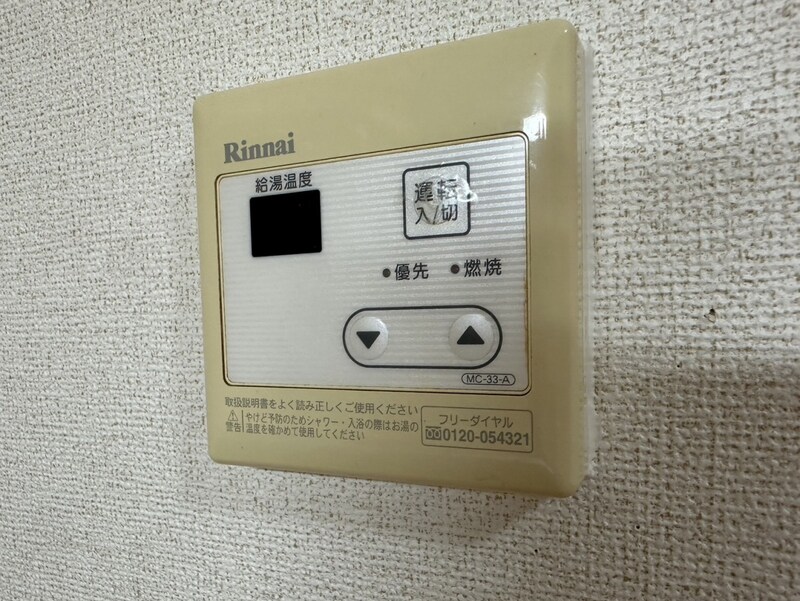 Rinnai
給湯温度
運転
入/切
優先
燃焼
▼
▲
MC-33-A
取扱説明書をよく読み正しくご使用ください
警告
やけど予防のためシャワー・入浴の際はお湯の
温度を確かめて使用してください
フリーダイヤル
0120-054321